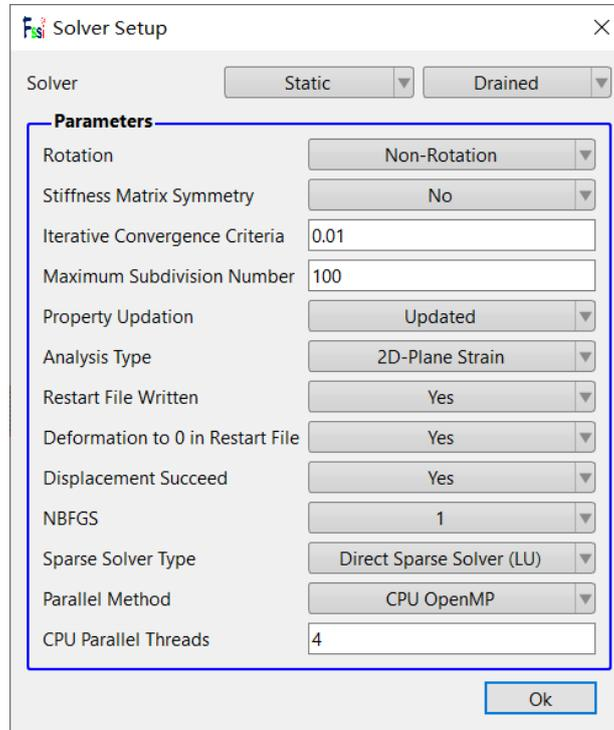 Fssi Solver Setup
Solver Static Drained
Parameters
Rotation Non-Rotation
Stiffness Matrix Symmetry No
Iterative Convergence Criteria 0.01
Maximum Subdivision Number 100
Property Updation Updated
Analysis Type 2D-Plane Strain
Restart File Written Yes
Deformation to 0 in Restart File Yes
Displacement Succeed Yes
NBFGS 1
Sparse Solver Type Direct Sparse Solver (LU)
Parallel Method CPU OpenMP
CPU Parallel Threads 4
Ok